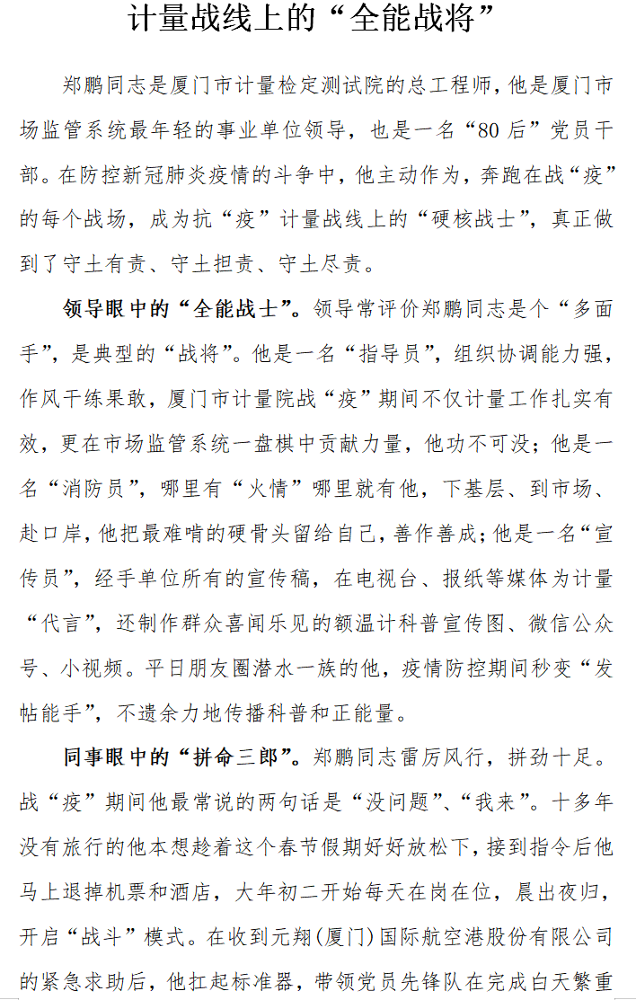 计量战线上的“全能战将”
郑鹏同志是厦门市计量检定测试院的总工程师，他是厦门市
场监管系统最年轻的事业单位领导，也是一名“80 后”党员干
部。在防控新冠肺炎疫情的斗争中，他主动作为，奔跑在战“疫”
的每个战场，成为抗“疫”计量战线上的“硬核战士”，真正做
到了守土有责、守土担责、守土尽责。
领导眼中的“全能战士”。领导常评价郑鹏同志是个“多面
手”，是典型的“战将”。他是一名“指导员”，组织协调能力强，
作风干练果敢，厦门市计量院战“疫”期间不仅计量工作扎实有
效，更在市场监管系统一盘棋中贡献力量，他功不可没；他是一
名“消防员”，哪里有“火情”哪里就有他，下基层、到市场、
赴口岸，他把最难啃的硬骨头留给自己，善作善成；他是一名“宣
传员”，经手单位所有的宣传稿，在电视台、报纸等媒体为计量
“代言”，还制作群众喜闻乐见的额温计科普宣传图、微信公众
号、小视频。平日朋友圈潜水一族的他，疫情防控期间秒变“发
帖能手”，不遗余力地传播科普和正能量。
同事眼中的“拼命三郎”。郑鹏同志雷厉风行，拼劲十足。
战“疫”期间他最常说的两句话是“没问题”、“我来”。十多年
没有旅行的他本想趁着这个春节假期好好放松下，接到指令后他
马上退掉机票和酒店，大年初二开始每天在岗在位，晨出夜归，
开启“战斗”模式。在收到元翔(厦门)国际航空港股份有限公司
的紧急求助后，他扛起标准器，带领党员先锋队在完成白天繁重